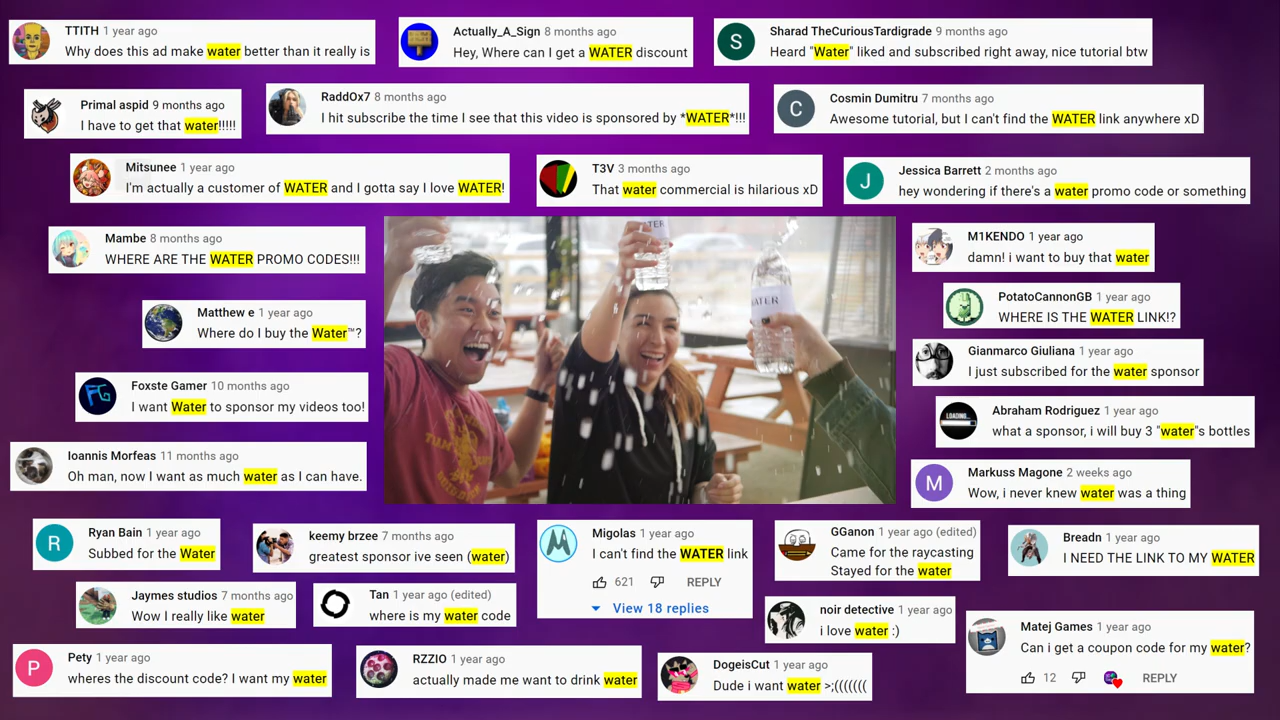 TTITH 1 year ago
Why does this ad make water better than it really is
Actually_A_Sign 8 months ago
Hey, Where can I get a WATER discount
S
Sharad TheCuriousTardigrade 9 months ago
Heard "Water" liked and subscribed right away, nice tutorial btw
Primal aspid 9 months ago
I have to get that water!!!!!
RaddOx7 8 months ago
I hit subscribe the time I see that this video is sponsored by *WATER*!!!
C
Cosmin Dumitru 7 months ago
Awesome tutorial, but I can't find the WATER link anywhere xD
Mitsunee 1 year ago
I'm actually a customer of WATER and I gotta say I love WATER!
T3V 3 months ago
That water commercial is hilarious xD
J
Jessica Barrett 2 months ago
hey wondering if there's a water promo code or something
Mambe 8 months ago
WHERE ARE THE WATER PROMO CODES!!!
WATER
WATER
M1KENDO 1 year ago
damn! i want to buy that water
Matthew e 1 year ago
Where do I buy the Water™?
PotatoCannonGB 1 year ago
WHERE IS THE WATER LINK!?
Gianmarco Giuliana 1 year ago
I just subscribed for the water sponsor
FG
Foxste Gamer 10 months ago
I want Water to sponsor my videos too!
LOADING...
Abraham Rodriguez 1 year ago
what a sponsor, i will buy 3 "water"s bottles
Ioannis Morfeas 11 months ago
Oh man, now I want as much water as I can have.
M
Markuss Magone 2 weeks ago
Wow, i never knew water was a thing
R
Ryan Bain 1 year ago
Subbed for the Water
keemy brzee 7 months ago
greatest sponsor ive seen (water)
Migolas 1 year ago
I can't find the WATER link
621 REPLY
View 18 replies
GGanon 1 year ago (edited)
Came for the raycasting
Stayed for the water
Breadn 1 year ago
I NEED THE LINK TO MY WATER
Jaymes studios 7 months ago
Wow I really like water
Tan 1 year ago (edited)
where is my water code
noir detective 1 year ago
i love water :)
Matej Games 1 year ago
Can i get a coupon code for my water?
12 REPLY
P
Pety 1 year ago
wheres the discount code? I want my water
RZZIO 1 year ago
actually made me want to drink water
DogeisCut 1 year ago
Dude i want water >;(((((((